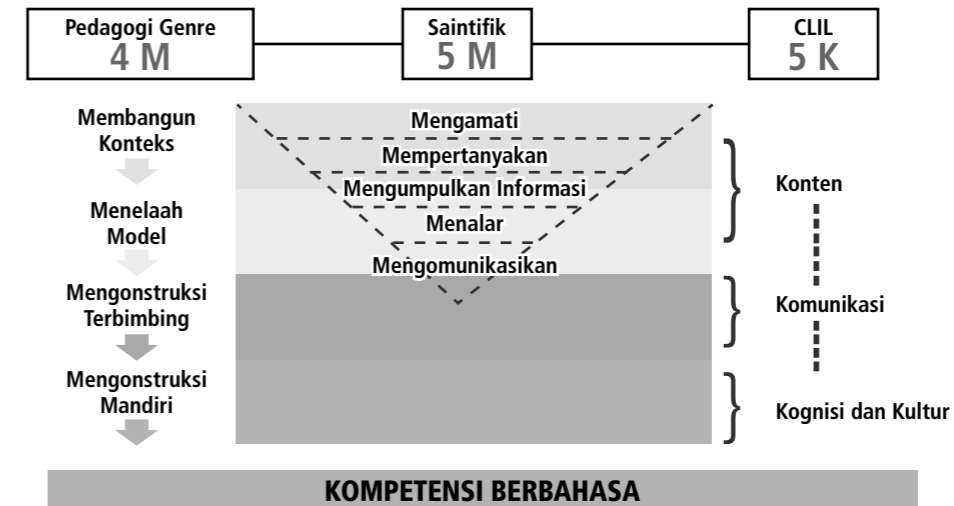 Pedagogi Genre
4 M
Saintifik
5 M
CLIL
5 K
Membangun
Konteks
Menelaah
Model
Mengonstruksi
Terbimbing
Mengonstruksi
Mandiri
Mengamati
Mempertanyakan
Mengumpulkan Informasi
Menalar
Mengomunikasikan
Konten
Komunikasi
Kognisi dan Kultur
KOMPETENSI BERBAHASA